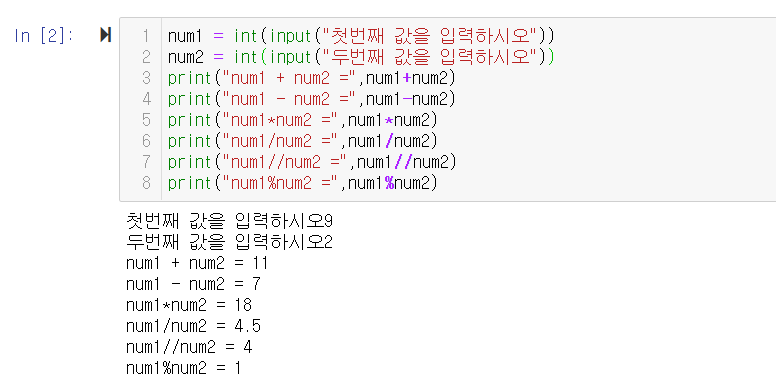 In [2]:
1 num1 = int(input("첫번째 값을 입력하시오"))
2 num2 = int(input("두번째 값을 입력하시오"))
3 print("num1 + num2 =",num1+num2)
4 print("num1 - num2 =",num1-num2)
5 print("num1*num2 =",num1*num2)
6 print("num1/num2 =",num1/num2)
7 print("num1//num2 =",num1//num2)
8 print("num1%num2 =",num1%num2)
첫번째 값을 입력하시오9
두번째 값을 입력하시오2
num1 + num2 = 11
num1 - num2 = 7
num1*num2 = 18
num1/num2 = 4.5
num1//num2 = 4
num1%num2 = 1